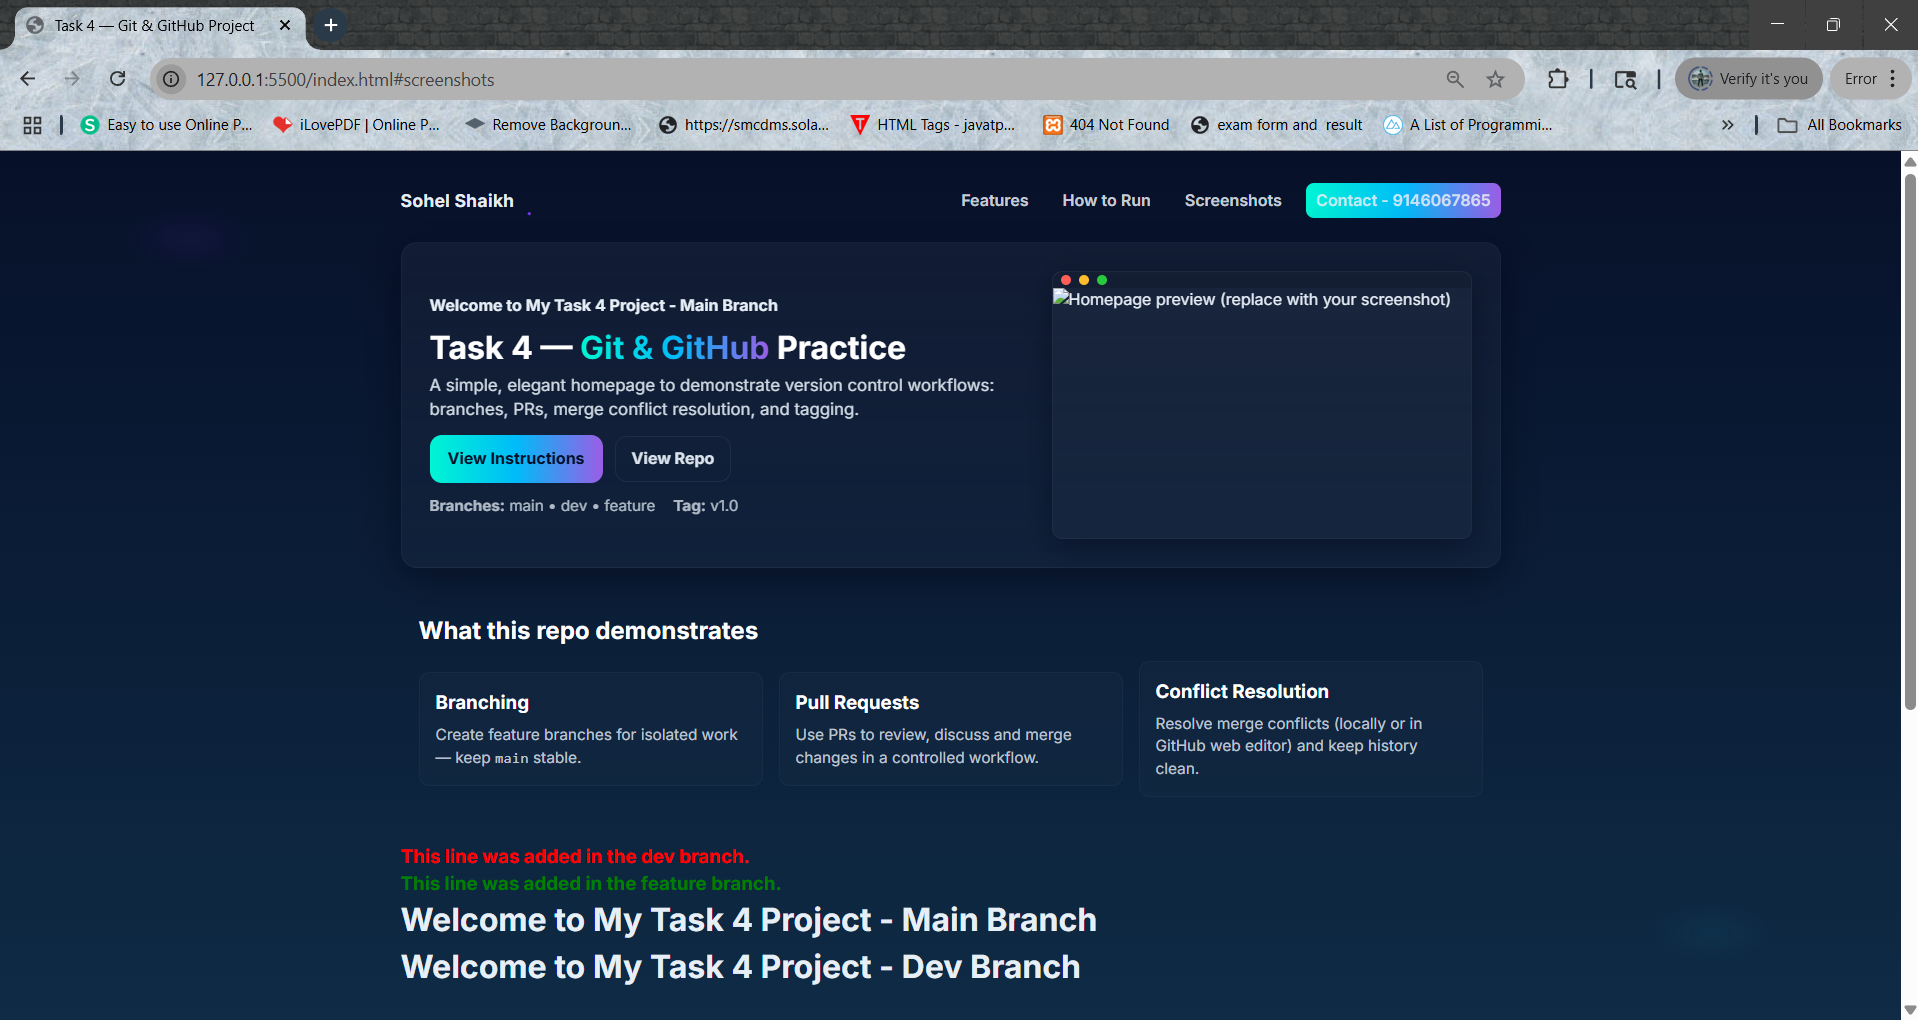 Task 4 — Git & GitHub Project
127.0.0.1:5500/index.html#screenshots
Verify it's you
Error
Easy to use Online P...
iLovePDF | Online P...
Remove Backgroun...
https://smcdms.sola...
HTML Tags - javatp...
404 Not Found
exam form and result
A List of Programmi...
All Bookmarks
Sohel Shaikh
Features
How to Run
Screenshots
Contact - 9146067865
Welcome to My Task 4 Project - Main Branch
Task 4 — Git & GitHub Practice
A simple, elegant homepage to demonstrate version control workflows:
branches, PRs, merge conflict resolution, and tagging.
View Instructions
View Repo
Branches: main • dev • feature Tag: v1.0
Homepage preview (replace with your screenshot)
What this repo demonstrates
Branching
Create feature branches for isolated work
— keep main stable.
Pull Requests
Use PRs to review, discuss and merge
changes in a controlled workflow.
Conflict Resolution
Resolve merge conflicts (locally or in
GitHub web editor) and keep history
clean.
This line was added in the dev branch.
This line was added in the feature branch.
Welcome to My Task 4 Project - Main Branch
Welcome to My Task 4 Project - Dev Branch